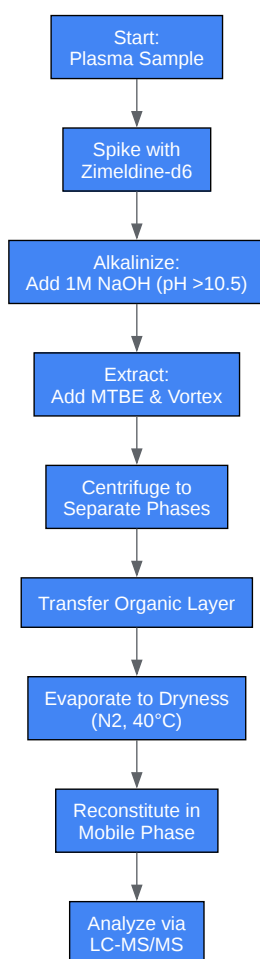 Start:
Plasma Sample
Spike with
Zimeldine-d6
Alkalinize:
Add 1M NaOH (pH >10.5)
Extract:
Add MTBE & Vortex
Centrifuge to
Separate Phases
Transfer Organic Layer
Evaporate to Dryness
(N2, 40°C)
Reconstitute in
Mobile Phase
Analyze via
LC-MS/MS